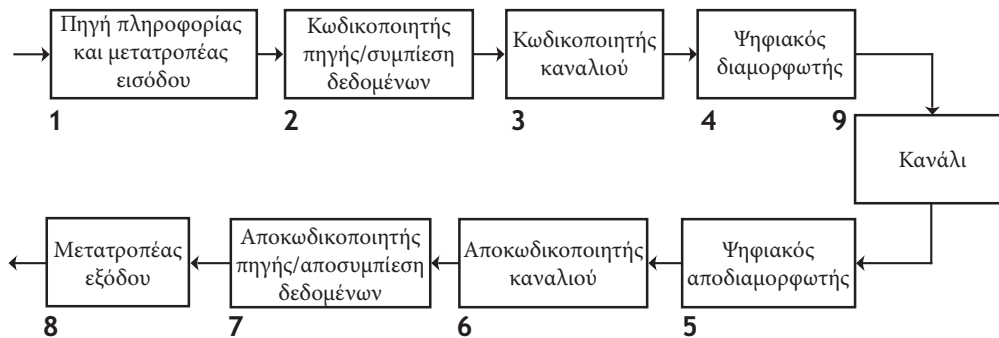 Πηγή πληροφορίας
και μετατροπέας
εισόδου
1
Κωδικοποιητής
πηγής/συμπίεση
δεδομένων
2
Κωδικοποιητής
καναλιού
3
Ψηφιακός
διαμορφωτής
4
9
Κανάλι
Μετατροπέας
εξόδου
8
Αποκωδικοποιητής
πηγής/αποσυμπίεση
δεδομένων
7
Αποκωδικοποιητής
καναλιού
6
Ψηφιακός
αποδιαμορφωτής
5